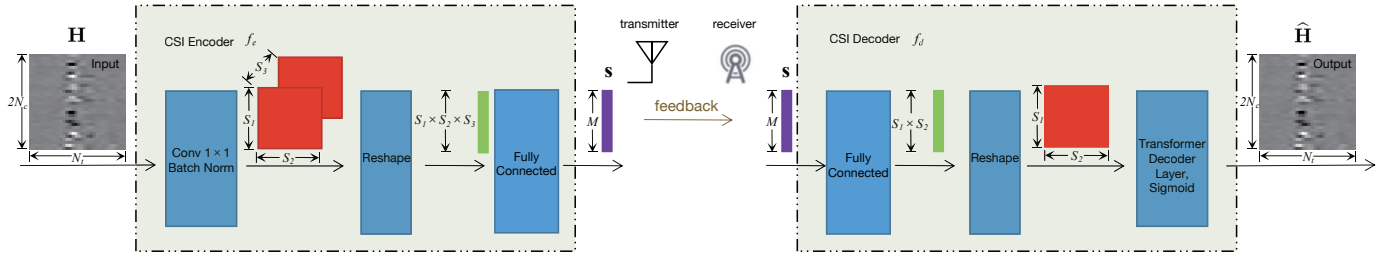 H
Input
2N_c
N_t
CSI Encoder f_e
Conv 1 × 1
Batch Norm
S_3
S_1
S_2
Reshape
S_1 × S_2 × S_3
Fully
Connected
s
M
transmitter
receiver
feedback
s
M
CSI Decoder f_d
Fully
Connected
S_1 × S_2
Reshape
S_1
S_2
Transformer
Decoder
Layer,
Sigmoid
Ĥ
Output
2N_c
N_t